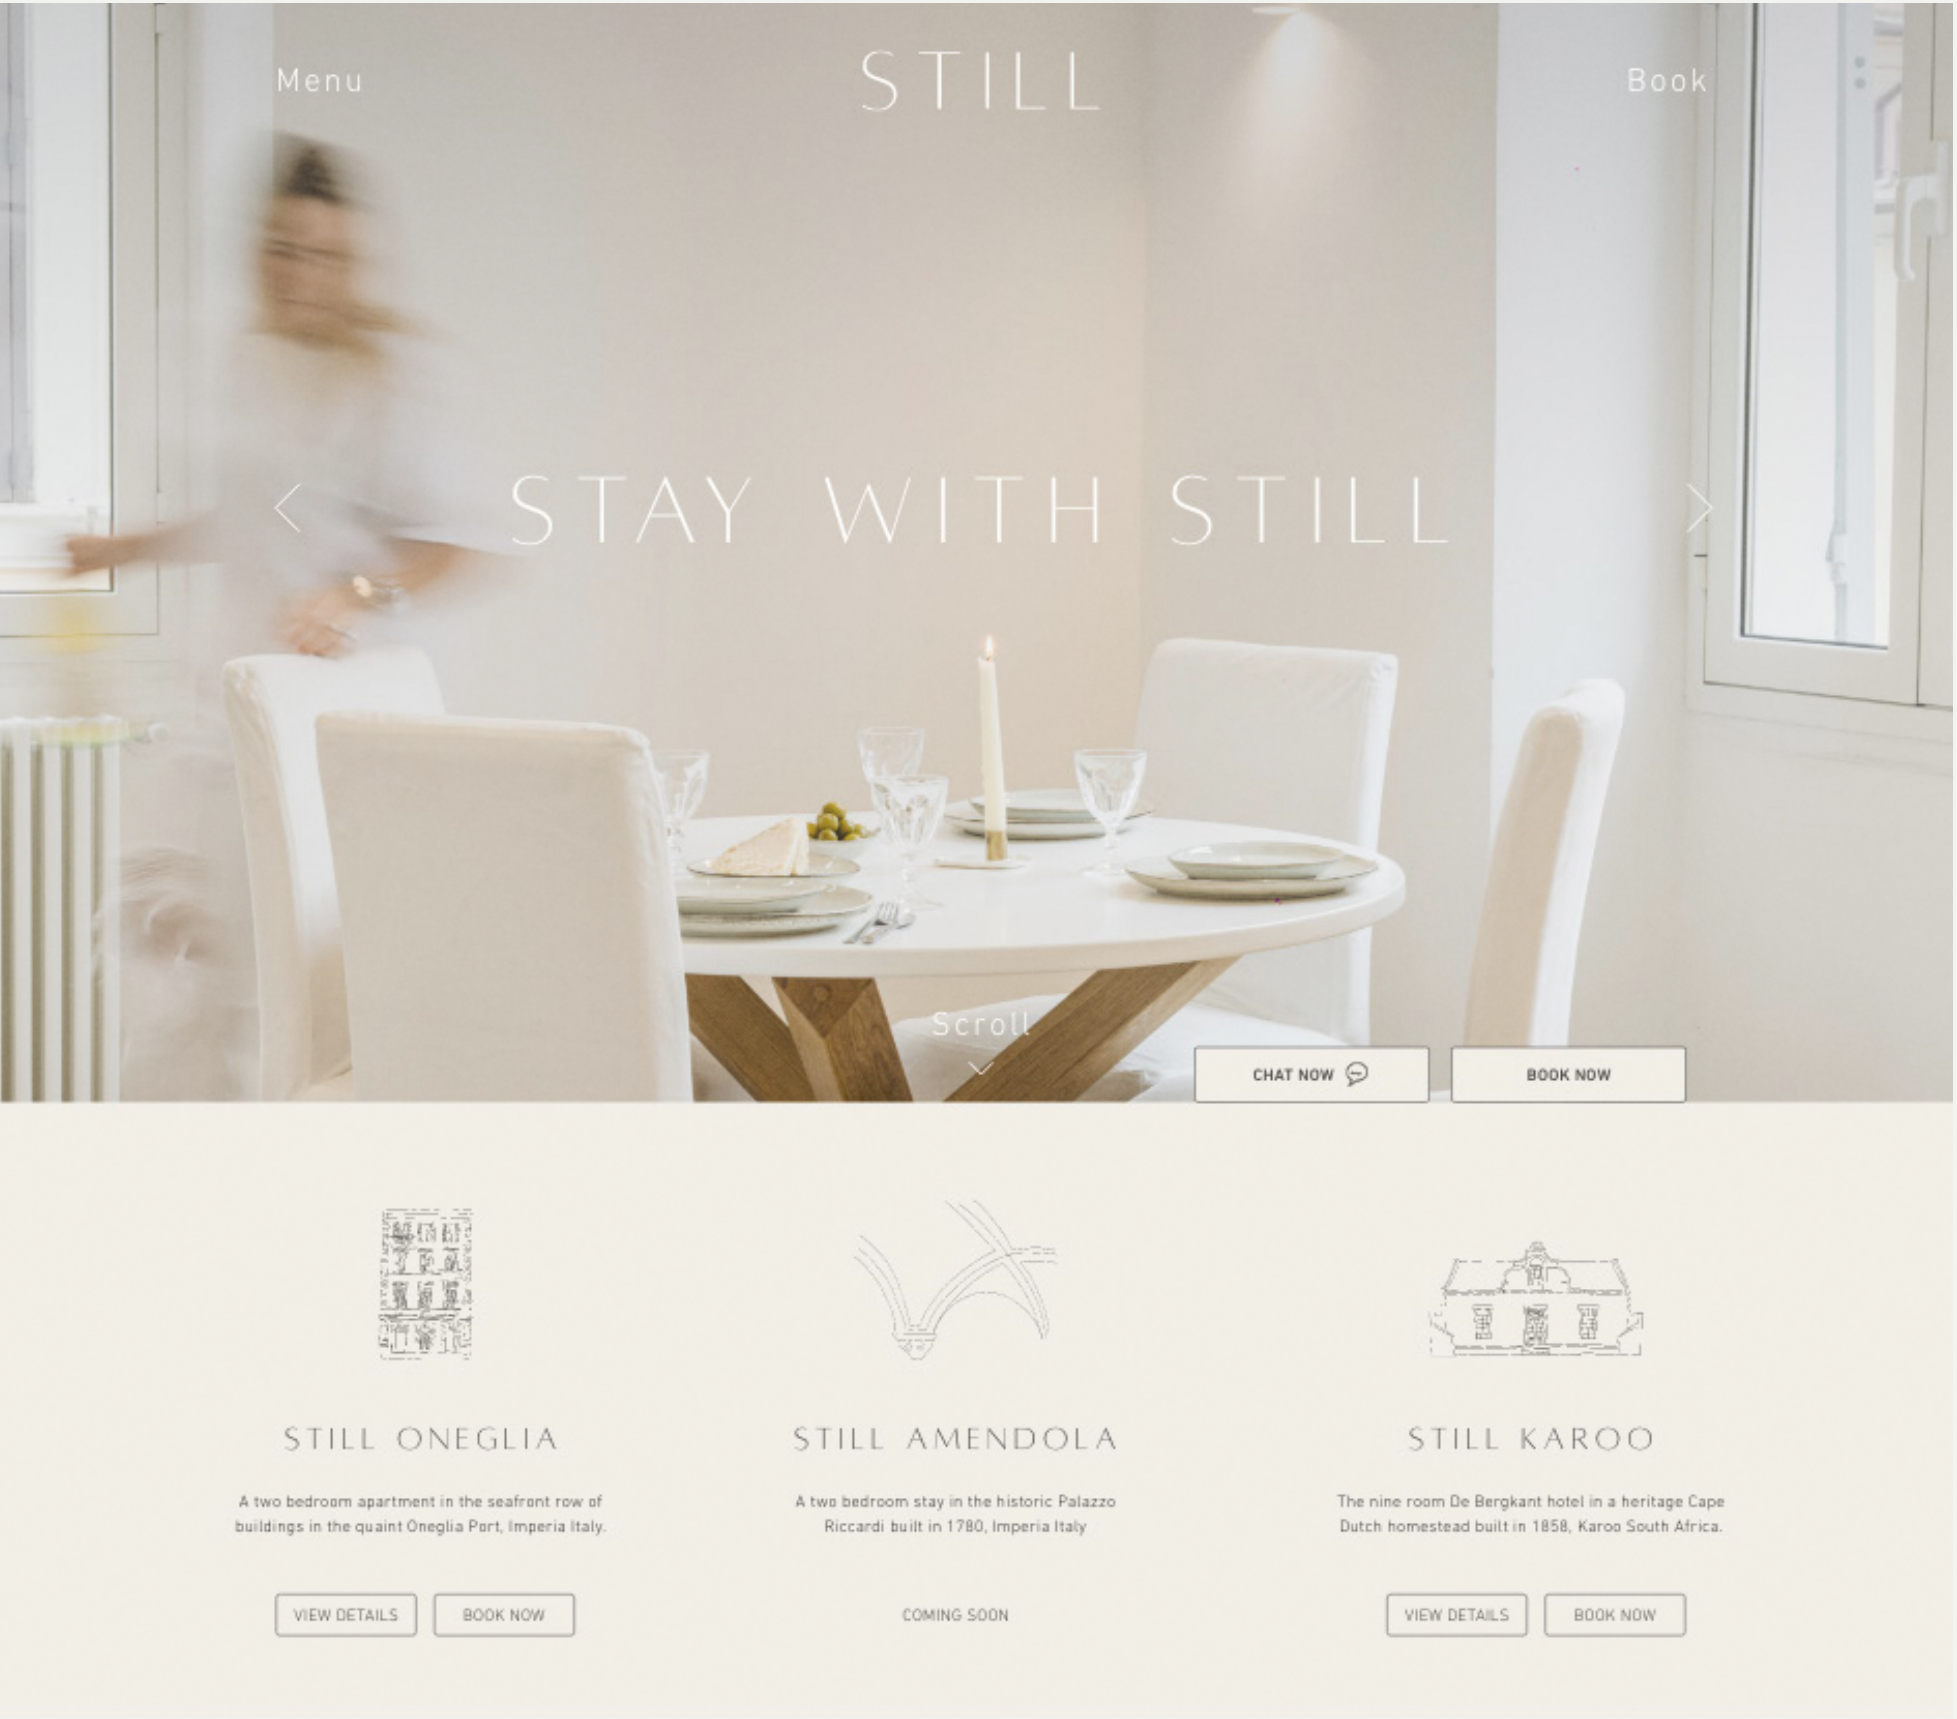 Menu
STILL
Book
STAY WITH STILL
Scroll
CHAT NOW
BOOK NOW
STILL ONEGLIA
A two bedroom apartment in the seafront row of
buildings in the quaint Oneglia Port, Imperia Italy.
VIEW DETAILS
BOOK NOW
STILL AMENDOLA
A two bedroom stay in the historic Palazzo
Riccardi built in 1780, Imperia Italy
COMING SOON
STILL KAROO
The nine room De Bergkant hotel in a heritage Cape
Dutch homestead built in 1858, Karoo South Africa.
VIEW DETAILS
BOOK NOW